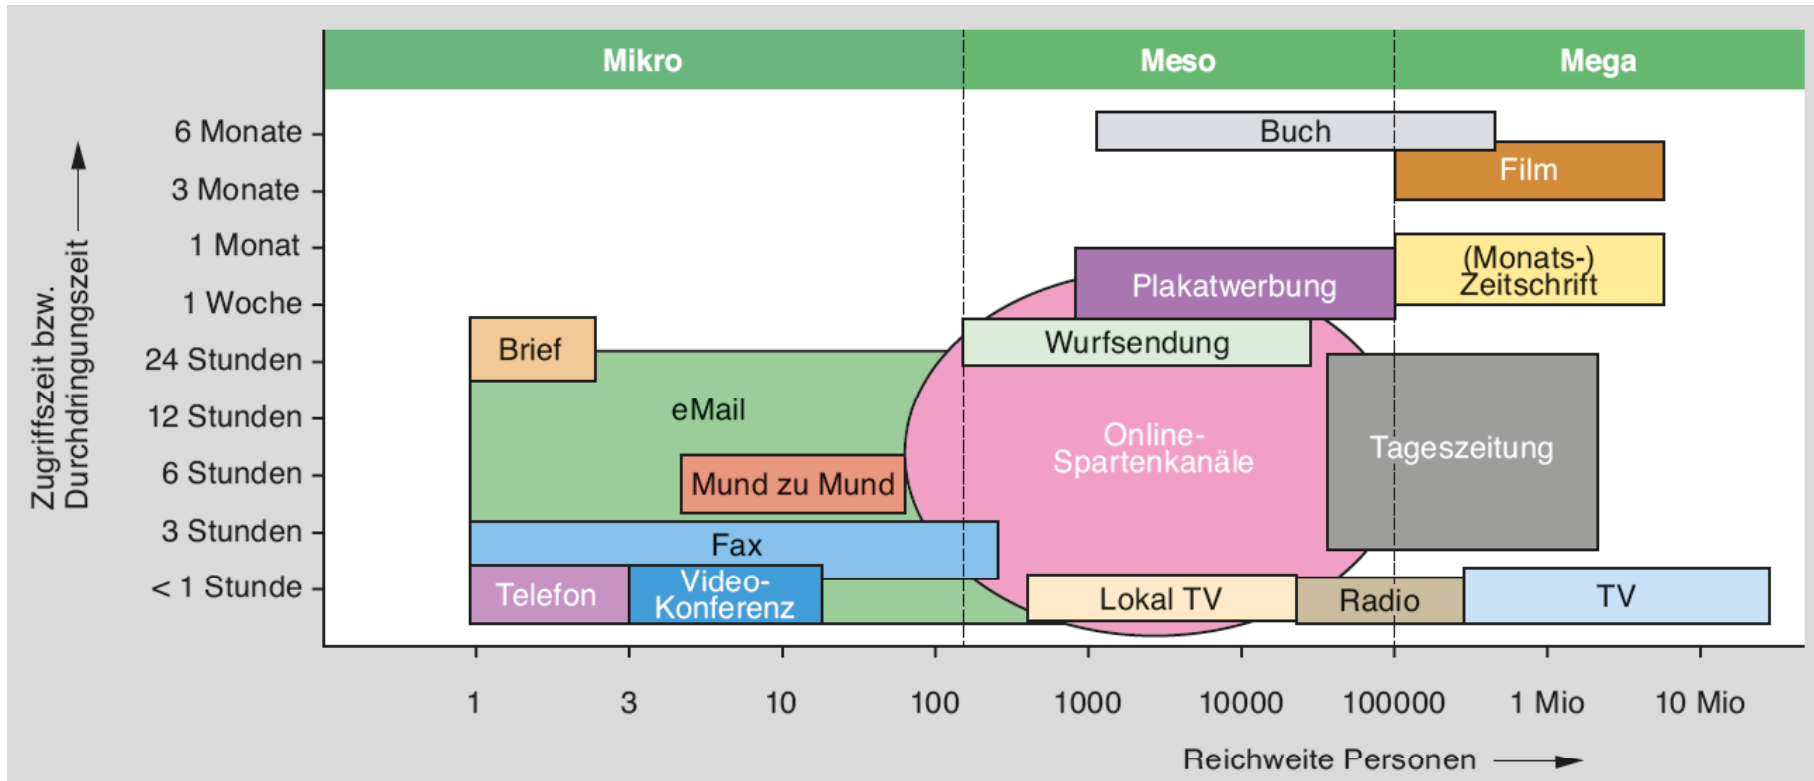 Mikro
Meso
Mega
Zugriffszeit bzw.
Durchdringungszeit
6 Monate
3 Monate
1 Monat
1 Woche
24 Stunden
12 Stunden
6 Stunden
3 Stunden
< 1 Stunde
Buch
Film
(Monats-)
Zeitschrift
Plakatwerbung
Wurfsendung
Brief
eMail
Online-
Spartenkanäle
Tageszeitung
Mund zu Mund
Fax
Telefon
Video-
Konferenz
Lokal TV
Radio
TV
1
3
10
100
1000
10000
100000
1 Mio
10 Mio
Reichweite Personen